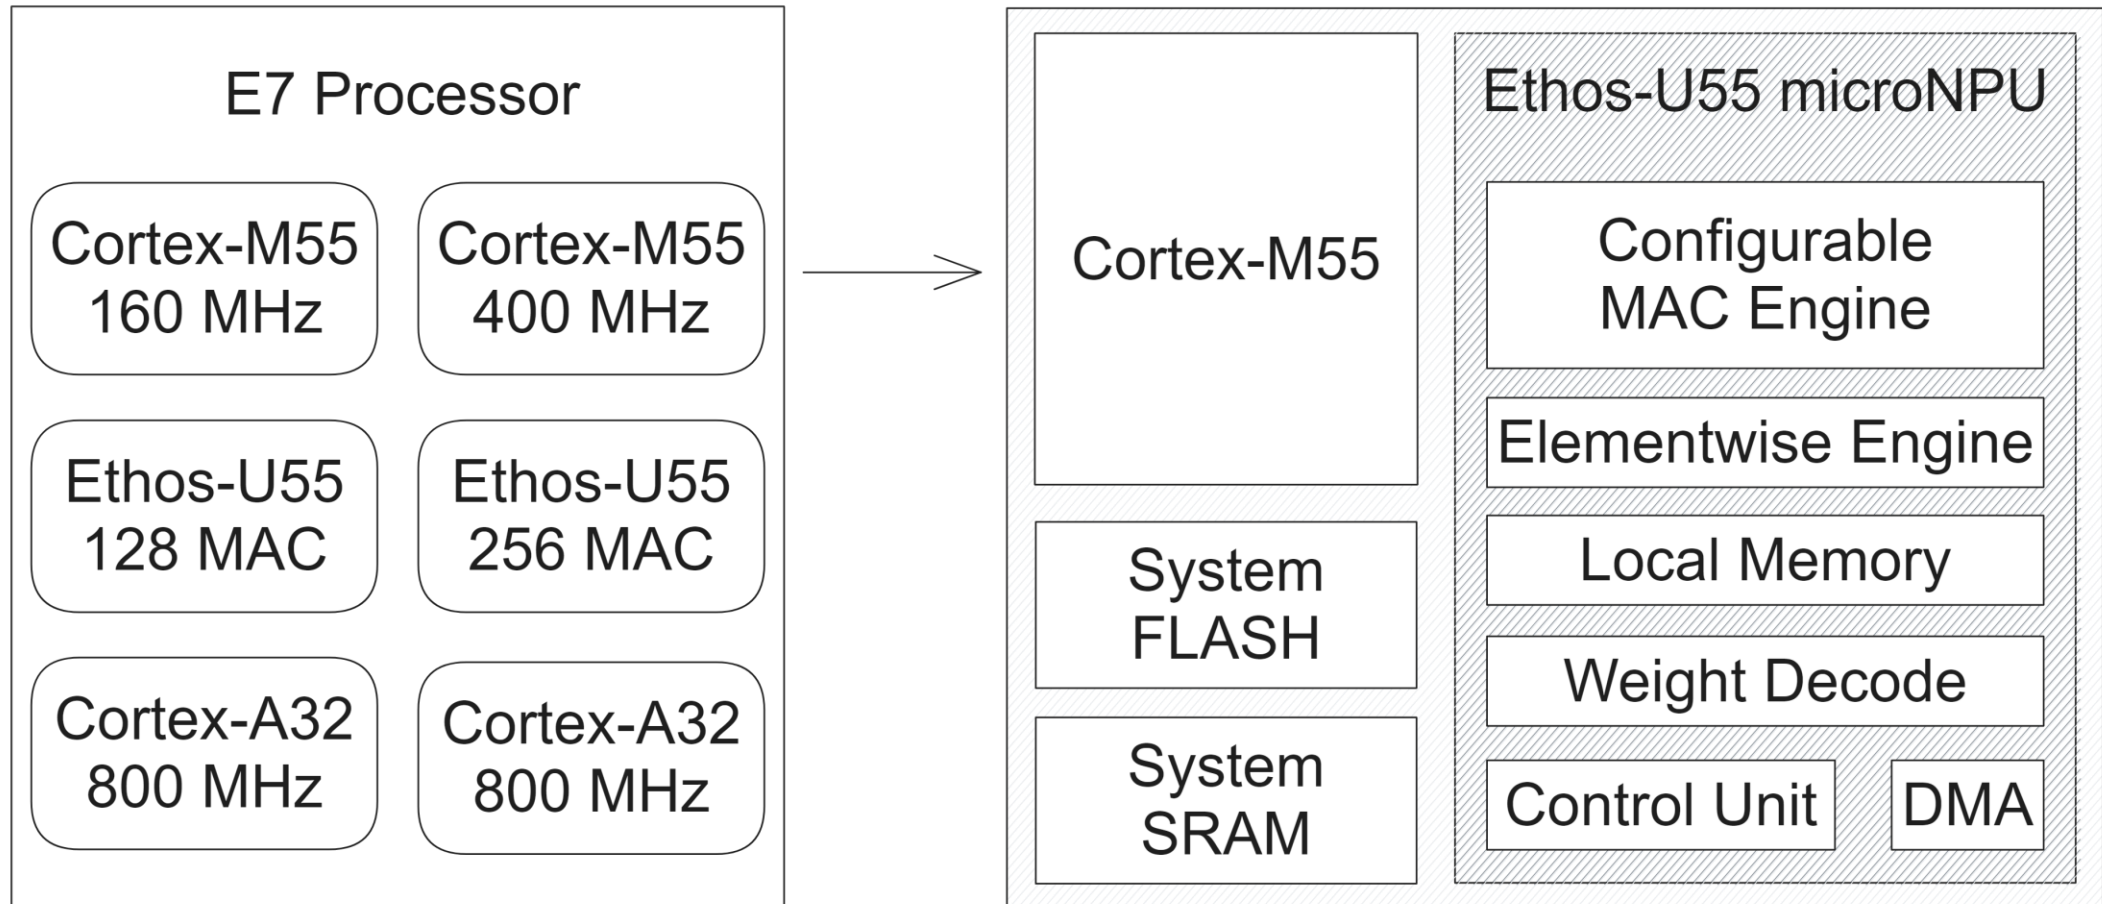 E7 Processor
Cortex-M55
160 MHz
Cortex-M55
400 MHz
Ethos-U55
128 MAC
Ethos-U55
256 MAC
Cortex-A32
800 MHz
Cortex-A32
800 MHz
Cortex-M55
System
FLASH
System
SRAM
Ethos-U55 microNPU
Configurable
MAC Engine
Elementwise Engine
Local Memory
Weight Decode
Control Unit
DMA